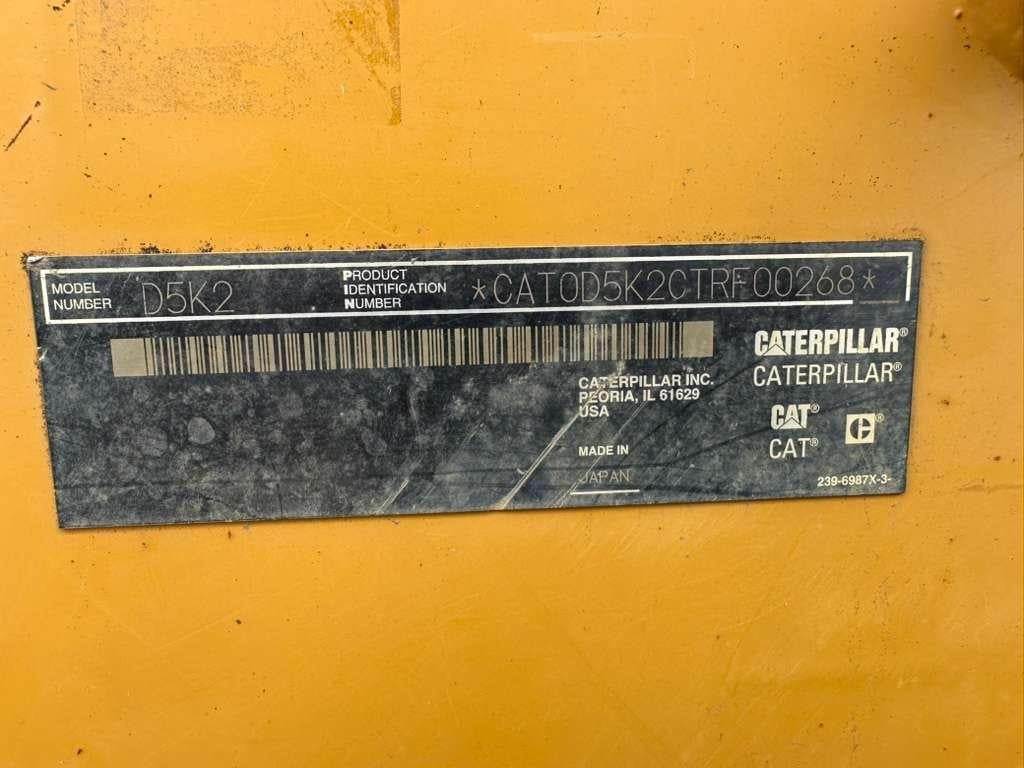 MODEL NUMBER D5K2
PRODUCT IDENTIFICATION NUMBER *CAT0D5K2CTRF00268*
CATERPILLAR®
CATERPILLAR®
CATERPILLAR INC.
PEORIA, IL 61629
USA
CAT®
CAT®
C®
MADE IN
JAPAN
239-6987X-3-